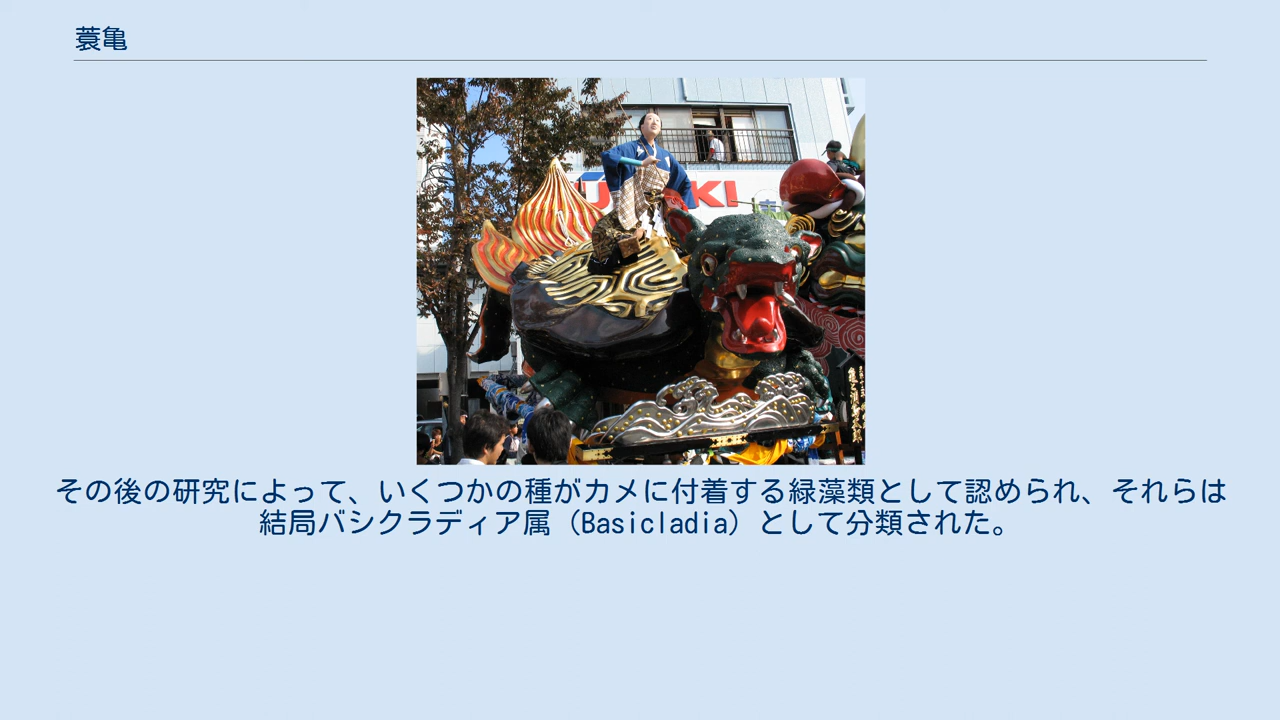 蓑亀
その後の研究によって、いくつかの種がカメに付着する緑藻類として認められ、それらは
結局バシクラディア属（Basicladia）として分類された。